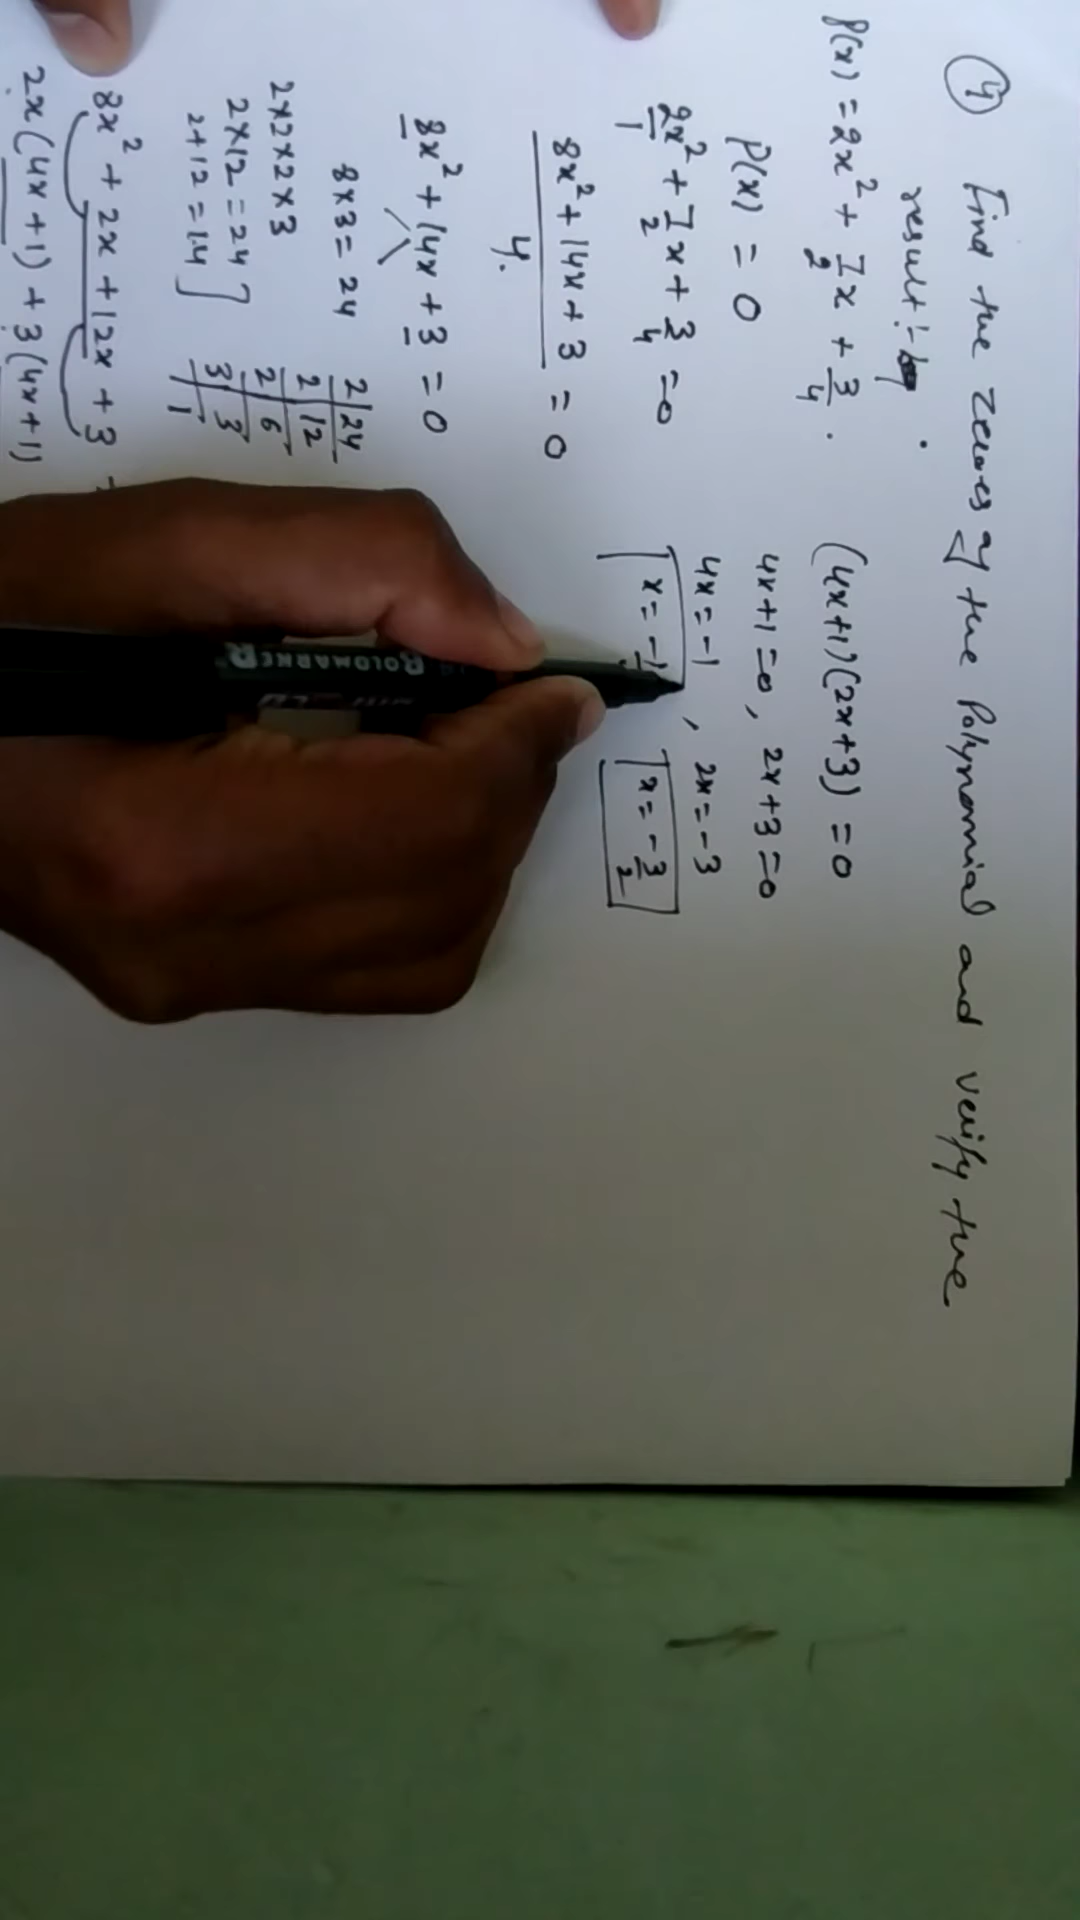 ④ Find the zeroes of the Polynomial and verify the
result:-
P(x) = 2x² + 7/2 x + 3/4 .
P(x) = 0
2x²/1 + 7/2 x + 3/4 = 0
8x² + 14x + 3 / 4. = 0
8x² + 14x + 3 = 0
8×3 = 24
2×2×2×3
2×12 = 24
2+12 = 14
2 | 24
2 | 12
2 | 6
3 | 3
1
8x² + 2x + 12x + 3
2x(4x+1) + 3(4x+1)
(4x+1)(2x+3) = 0
4x+1=0, 2x+3=0
4x=-1 , 2x=-3
x = -1 x = -3/2
ROLOMARKER